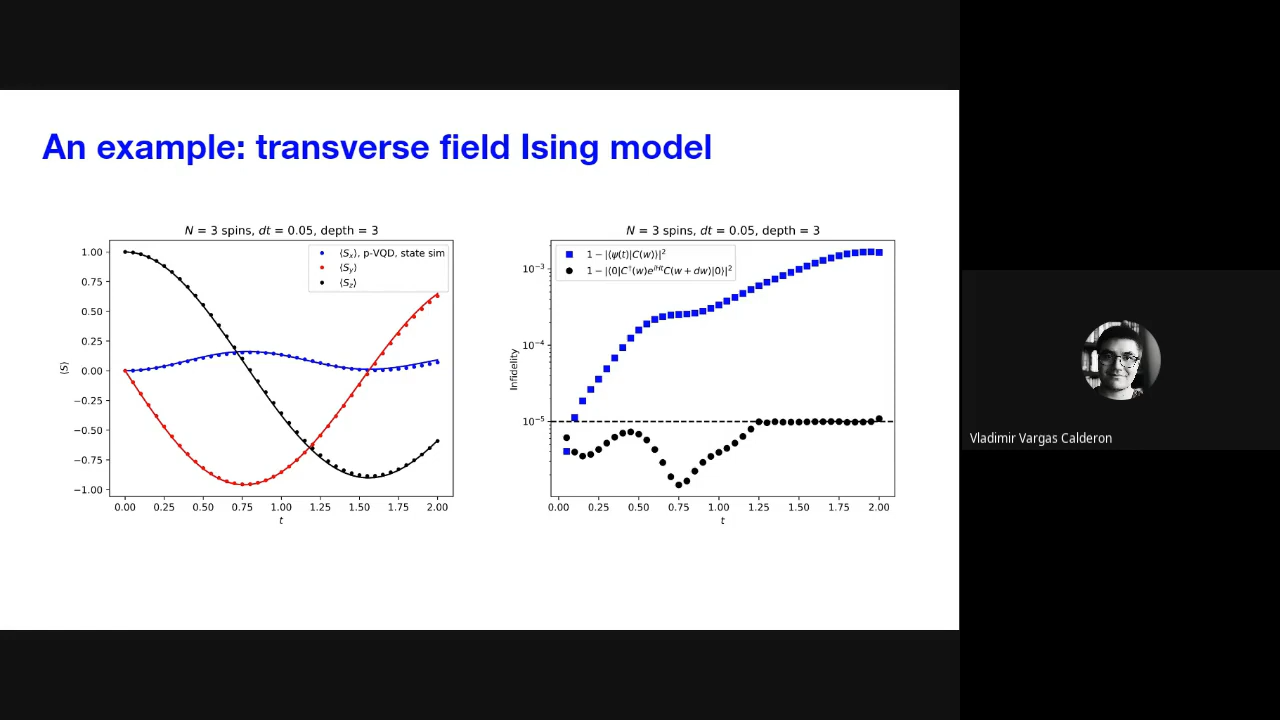 An example: transverse field Ising model
N = 3 spins, dt = 0.05, depth = 3
⟨Sx⟩, p-VQD, state sim
⟨Sy⟩
⟨Sz⟩
1.00
0.75
0.50
0.25
0.00
−0.25
−0.50
−0.75
−1.00
⟨S⟩
0.00 0.25 0.50 0.75 1.00 1.25 1.50 1.75 2.00
t
N = 3 spins, dt = 0.05, depth = 3
1 − |⟨ψ(t)|C(w)⟩|²
1 − |⟨0|C†(w)e^{iHt}C(w + dw)|0⟩|²
10⁻³
10⁻⁴
10⁻⁵
Infidelity
0.00 0.25 0.50 0.75 1.00 1.25 1.50 1.75 2.00
t
Vladimir Vargas Calderon